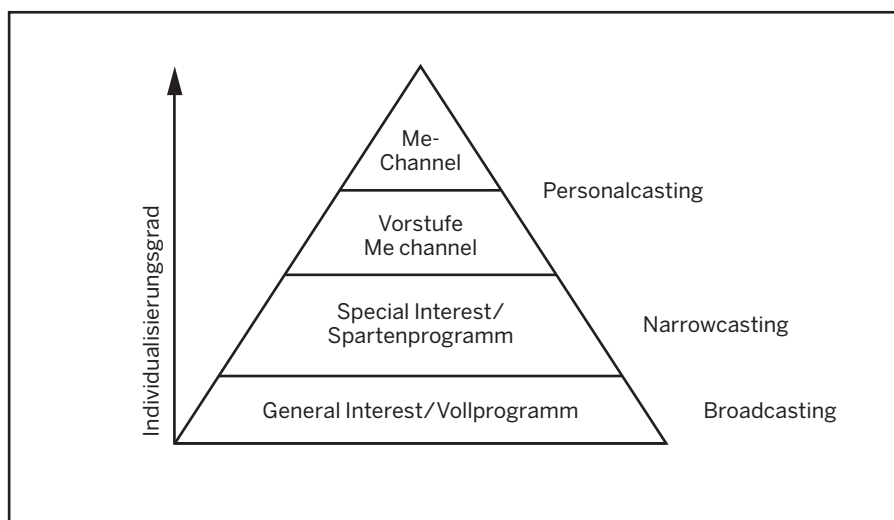 Me-
Channel
Personalcasting
Vorstufe
Me channel
Special Interest/
Spartenprogramm
Narrowcasting
General Interest/Vollprogramm
Broadcasting
Individualisierungsgrad